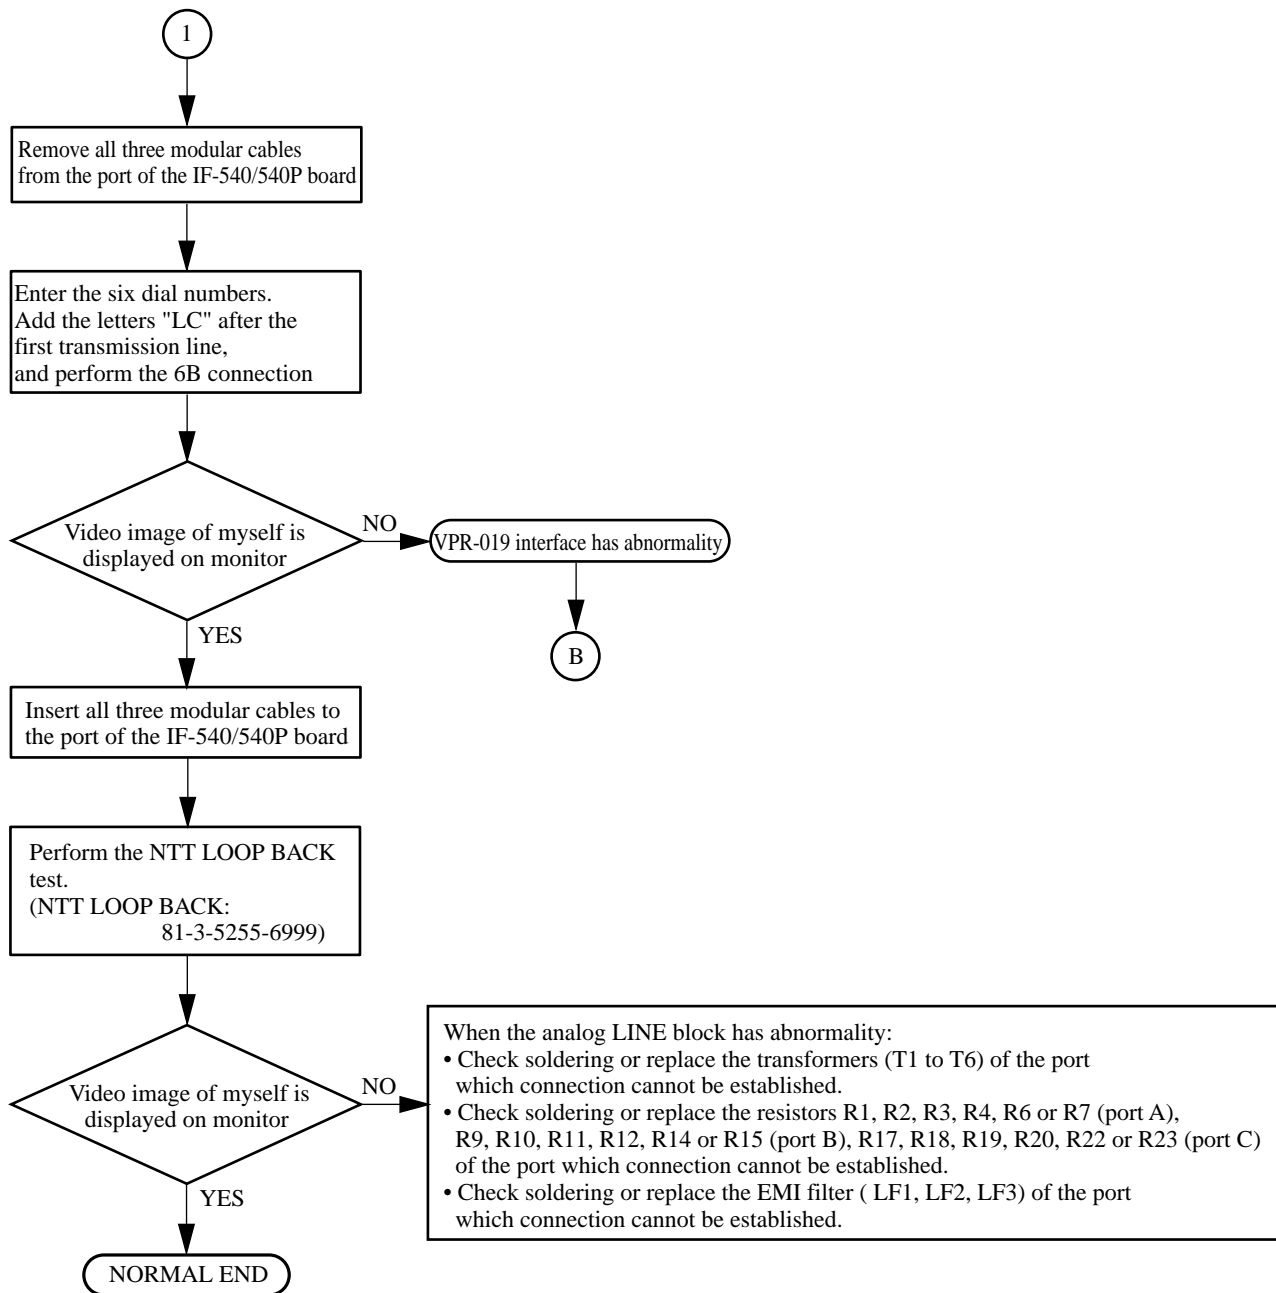 1
Remove all three modular cables
from the port of the IF-540/540P board
Enter the six dial numbers.
Add the letters "LC" after the
first transmission line,
and perform the 6B connection
Video image of myself is
displayed on monitor
NO
VPR-019 interface has abnormality
B
YES
Insert all three modular cables to
the port of the IF-540/540P board
Perform the NTT LOOP BACK
test.
(NTT LOOP BACK:
81-3-5255-6999)
Video image of myself is
displayed on monitor
NO
When the analog LINE block has abnormality:
• Check soldering or replace the transformers (T1 to T6) of the port
which connection cannot be established.
• Check soldering or replace the resistors R1, R2, R3, R4, R6 or R7 (port A),
R9, R10, R11, R12, R14 or R15 (port B), R17, R18, R19, R20, R22 or R23 (port C)
of the port which connection cannot be established.
• Check soldering or replace the EMI filter ( LF1, LF2, LF3) of the port
which connection cannot be established.
YES
NORMAL END